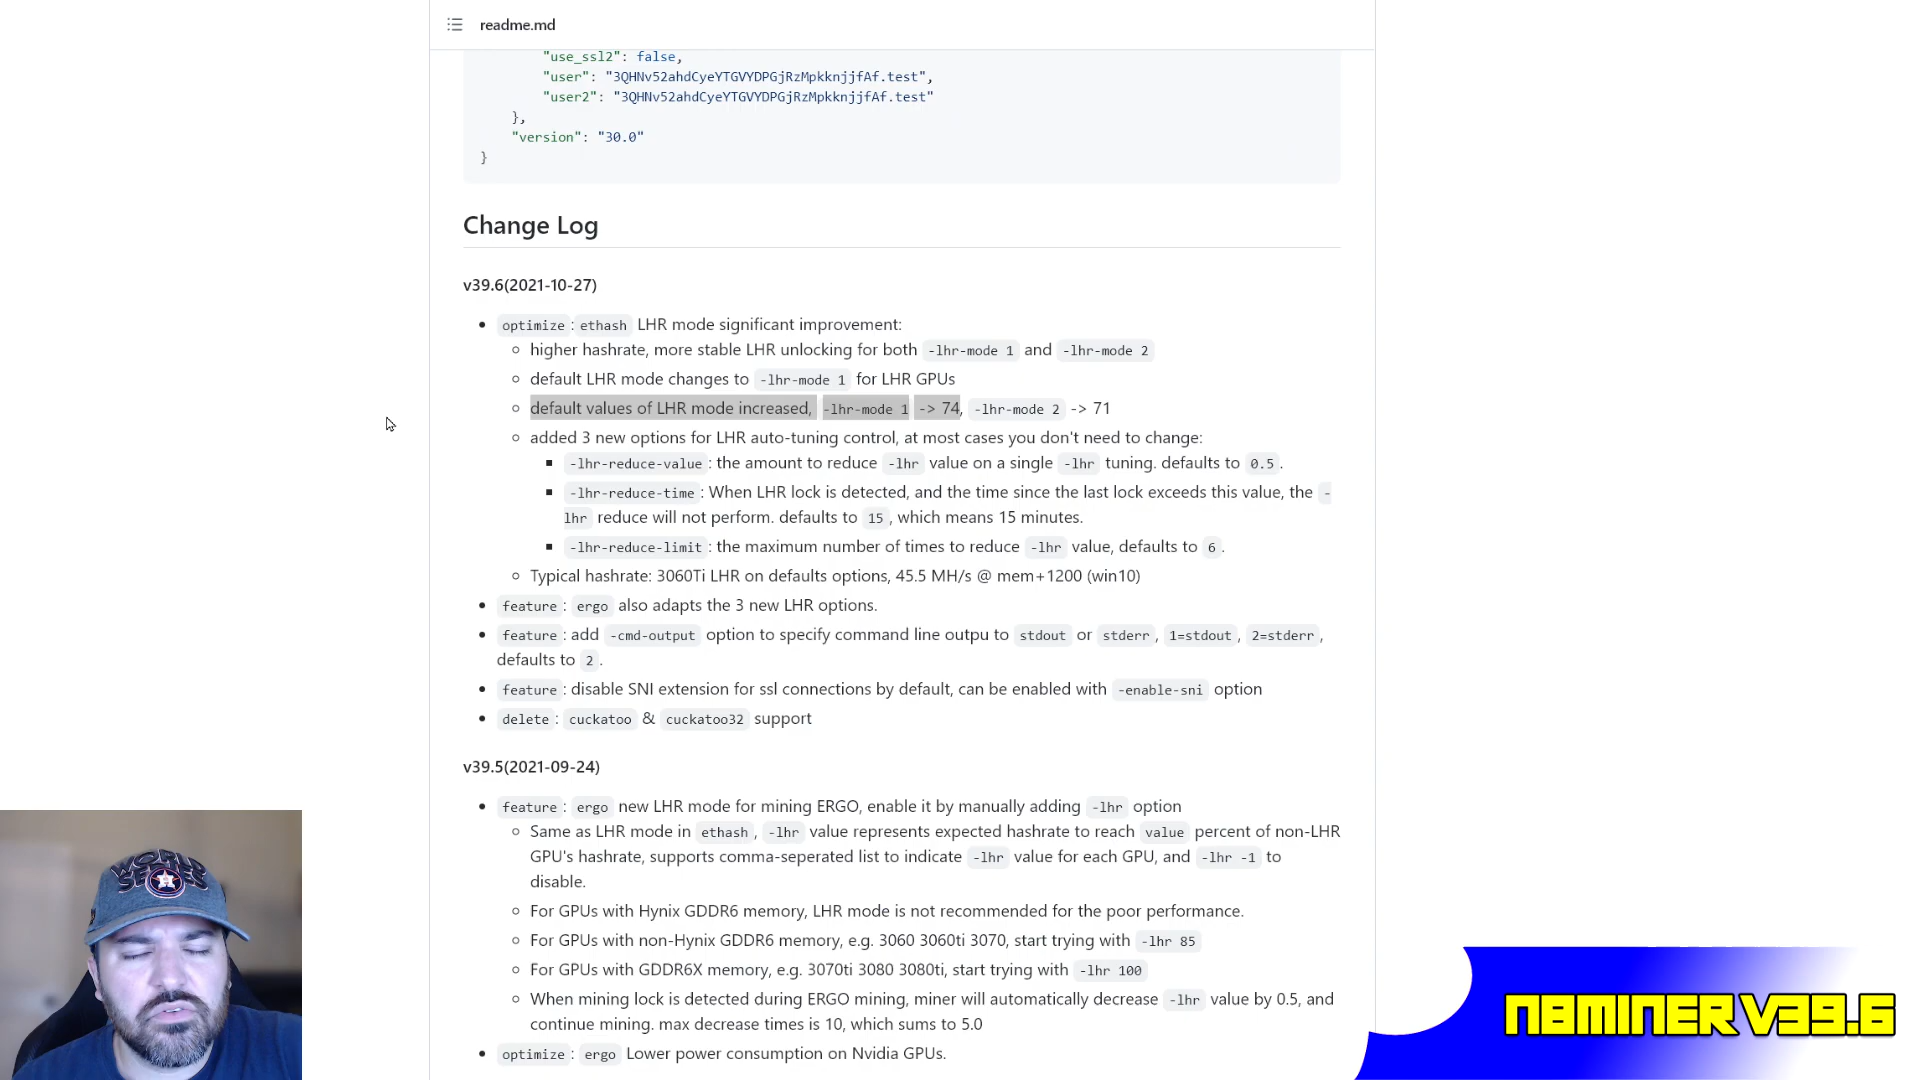 readme.md
"use_ssl2": false,
"user": "3QHNv52ahdCyeYTGVYDPGjRzMpkknjjfAf.test",
"user2": "3QHNv52ahdCyeYTGVYDPGjRzMpkknjjfAf.test"
},
"version": "30.0"
}
Change Log
v39.6(2021-10-27)
optimize: ethash LHR mode significant improvement:
higher hashrate, more stable LHR unlocking for both -lhr-mode 1 and -lhr-mode 2
default LHR mode changes to -lhr-mode 1 for LHR GPUs
default values of LHR mode increased, -lhr-mode 1 -> 74, -lhr-mode 2 -> 71
added 3 new options for LHR auto-tuning control, at most cases you don't need to change:
-lhr-reduce-value: the amount to reduce -lhr value on a single -lhr tuning. defaults to 0.5.
-lhr-reduce-time: When LHR lock is detected, and the time since the last lock exceeds this value, the -
lhr reduce will not perform. defaults to 15, which means 15 minutes.
-lhr-reduce-limit: the maximum number of times to reduce -lhr value, defaults to 6.
Typical hashrate: 3060Ti LHR on defaults options, 45.5 MH/s @ mem+1200 (win10)
feature: ergo also adapts the 3 new LHR options.
feature: add -cmd-output option to specify command line outpu to stdout or stderr, 1=stdout, 2=stderr,
defaults to 2.
feature: disable SNI extension for ssl connections by default, can be enabled with -enable-sni option
delete: cuckatoo & cuckatoo32 support
v39.5(2021-09-24)
feature: ergo new LHR mode for mining ERGO, enable it by manually adding -lhr option
Same as LHR mode in ethash, -lhr value represents expected hashrate to reach value percent of non-LHR
GPU's hashrate, supports comma-seperated list to indicate -lhr value for each GPU, and -lhr -1 to
disable.
For GPUs with Hynix GDDR6 memory, LHR mode is not recommended for the poor performance.
For GPUs with non-Hynix GDDR6 memory, e.g. 3060 3060ti 3070, start trying with -lhr 85
For GPUs with GDDR6X memory, e.g. 3070ti 3080 3080ti, start trying with -lhr 100
When mining lock is detected during ERGO mining, miner will automatically decrease -lhr value by 0.5, and
continue mining. max decrease times is 10, which sums to 5.0
optimize: ergo Lower power consumption on Nvidia GPUs.
WORLD
SERIES
NBMINER V39.6